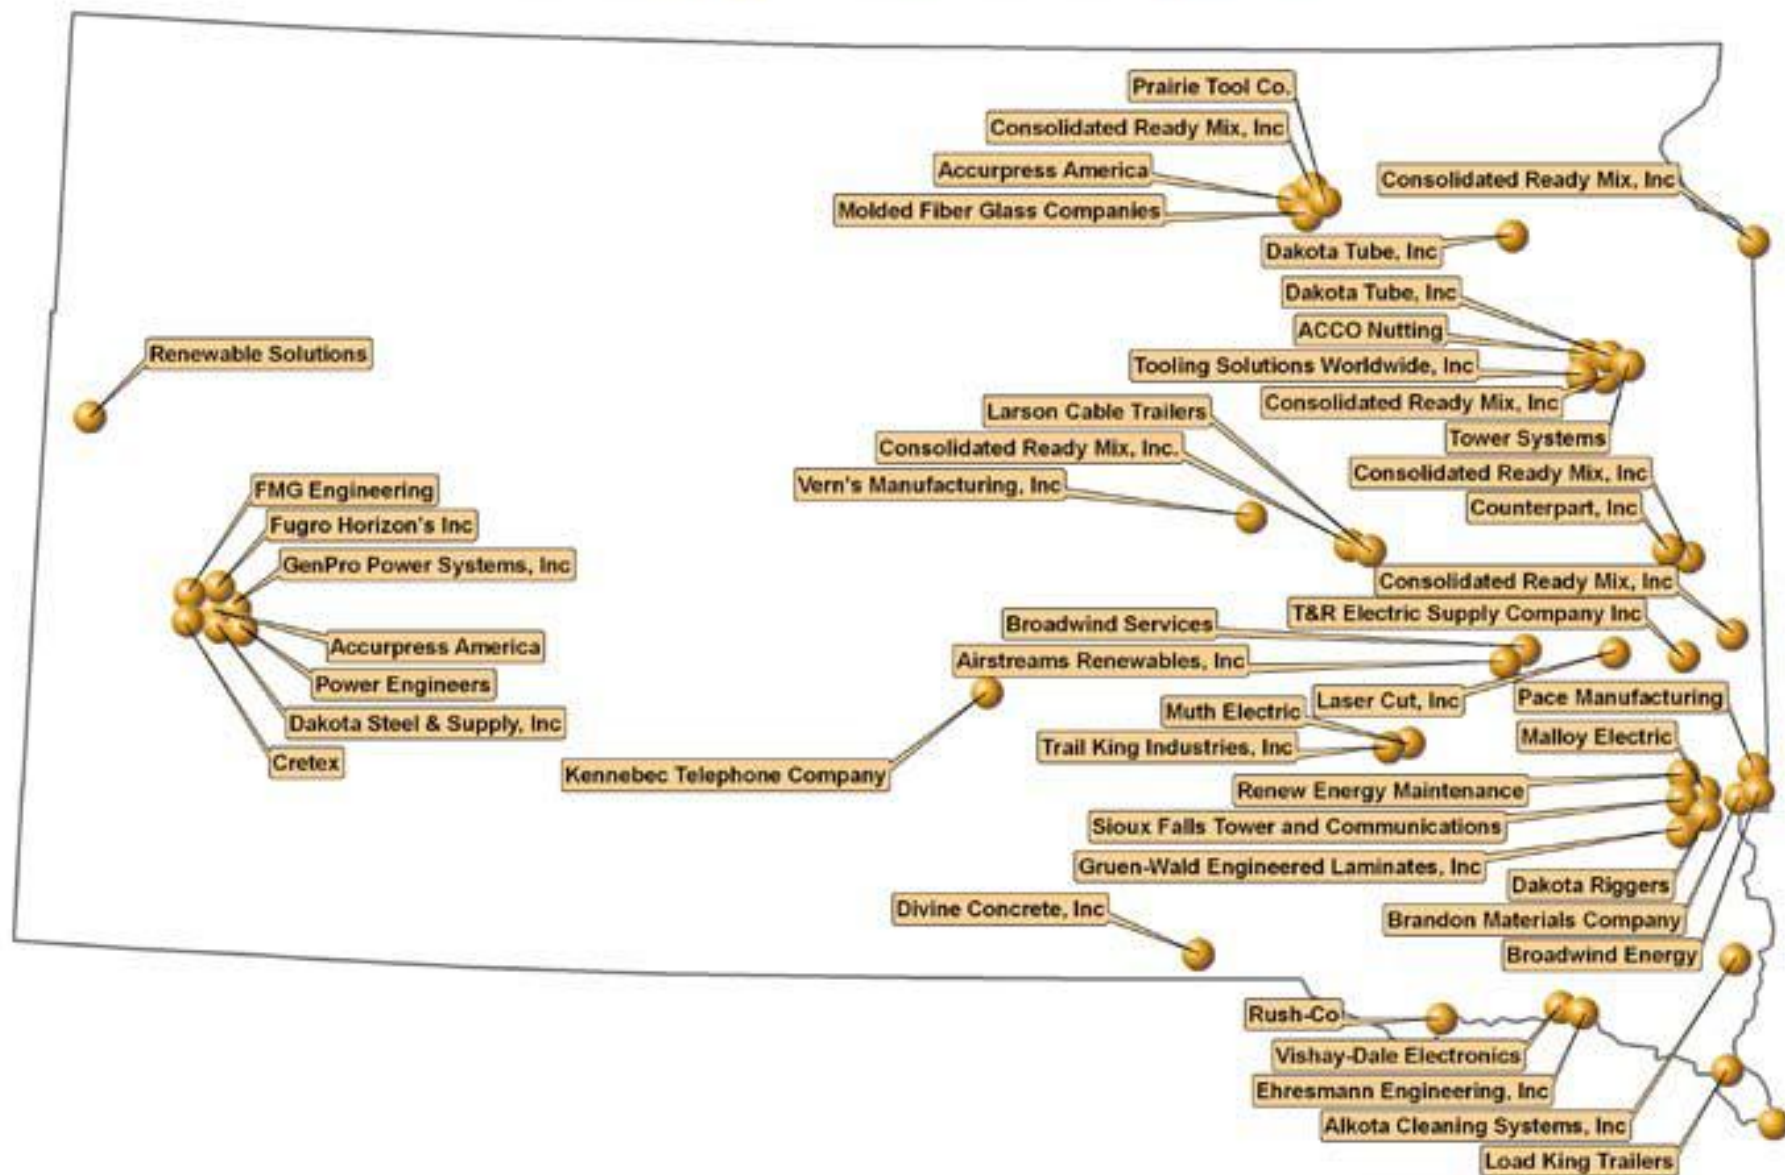 Prairie Tool Co.
Consolidated Ready Mix, Inc
Accurpress America
Consolidated Ready Mix, Inc
Molded Fiber Glass Companies
Dakota Tube, Inc
Dakota Tube, Inc
ACCO Nutting
Renewable Solutions
Tooling Solutions Worldwide, Inc
Consolidated Ready Mix, Inc
Larson Cable Trailers
Tower Systems
Consolidated Ready Mix, Inc.
Consolidated Ready Mix, Inc
Vern's Manufacturing, Inc
FMG Engineering
Counterpart, Inc
Fugro Horizon's Inc
GenPro Power Systems, Inc
Consolidated Ready Mix, Inc
T&R Electric Supply Company Inc
Broadwind Services
Accurpress America
Airstreams Renewables, Inc
Power Engineers
Laser Cut, Inc
Pace Manufacturing
Muth Electric
Dakota Steel & Supply, Inc
Malloy Electric
Trail King Industries, Inc
Cretex
Kennebec Telephone Company
Renew Energy Maintenance
Sioux Falls Tower and Communications
Gruen-Wald Engineered Laminates, Inc
Dakota Riggers
Divine Concrete, Inc
Brandon Materials Company
Broadwind Energy
Rush-Co
Vishay-Dale Electronics
Ehresmann Engineering, Inc
Alkota Cleaning Systems, Inc
Load King Trailers